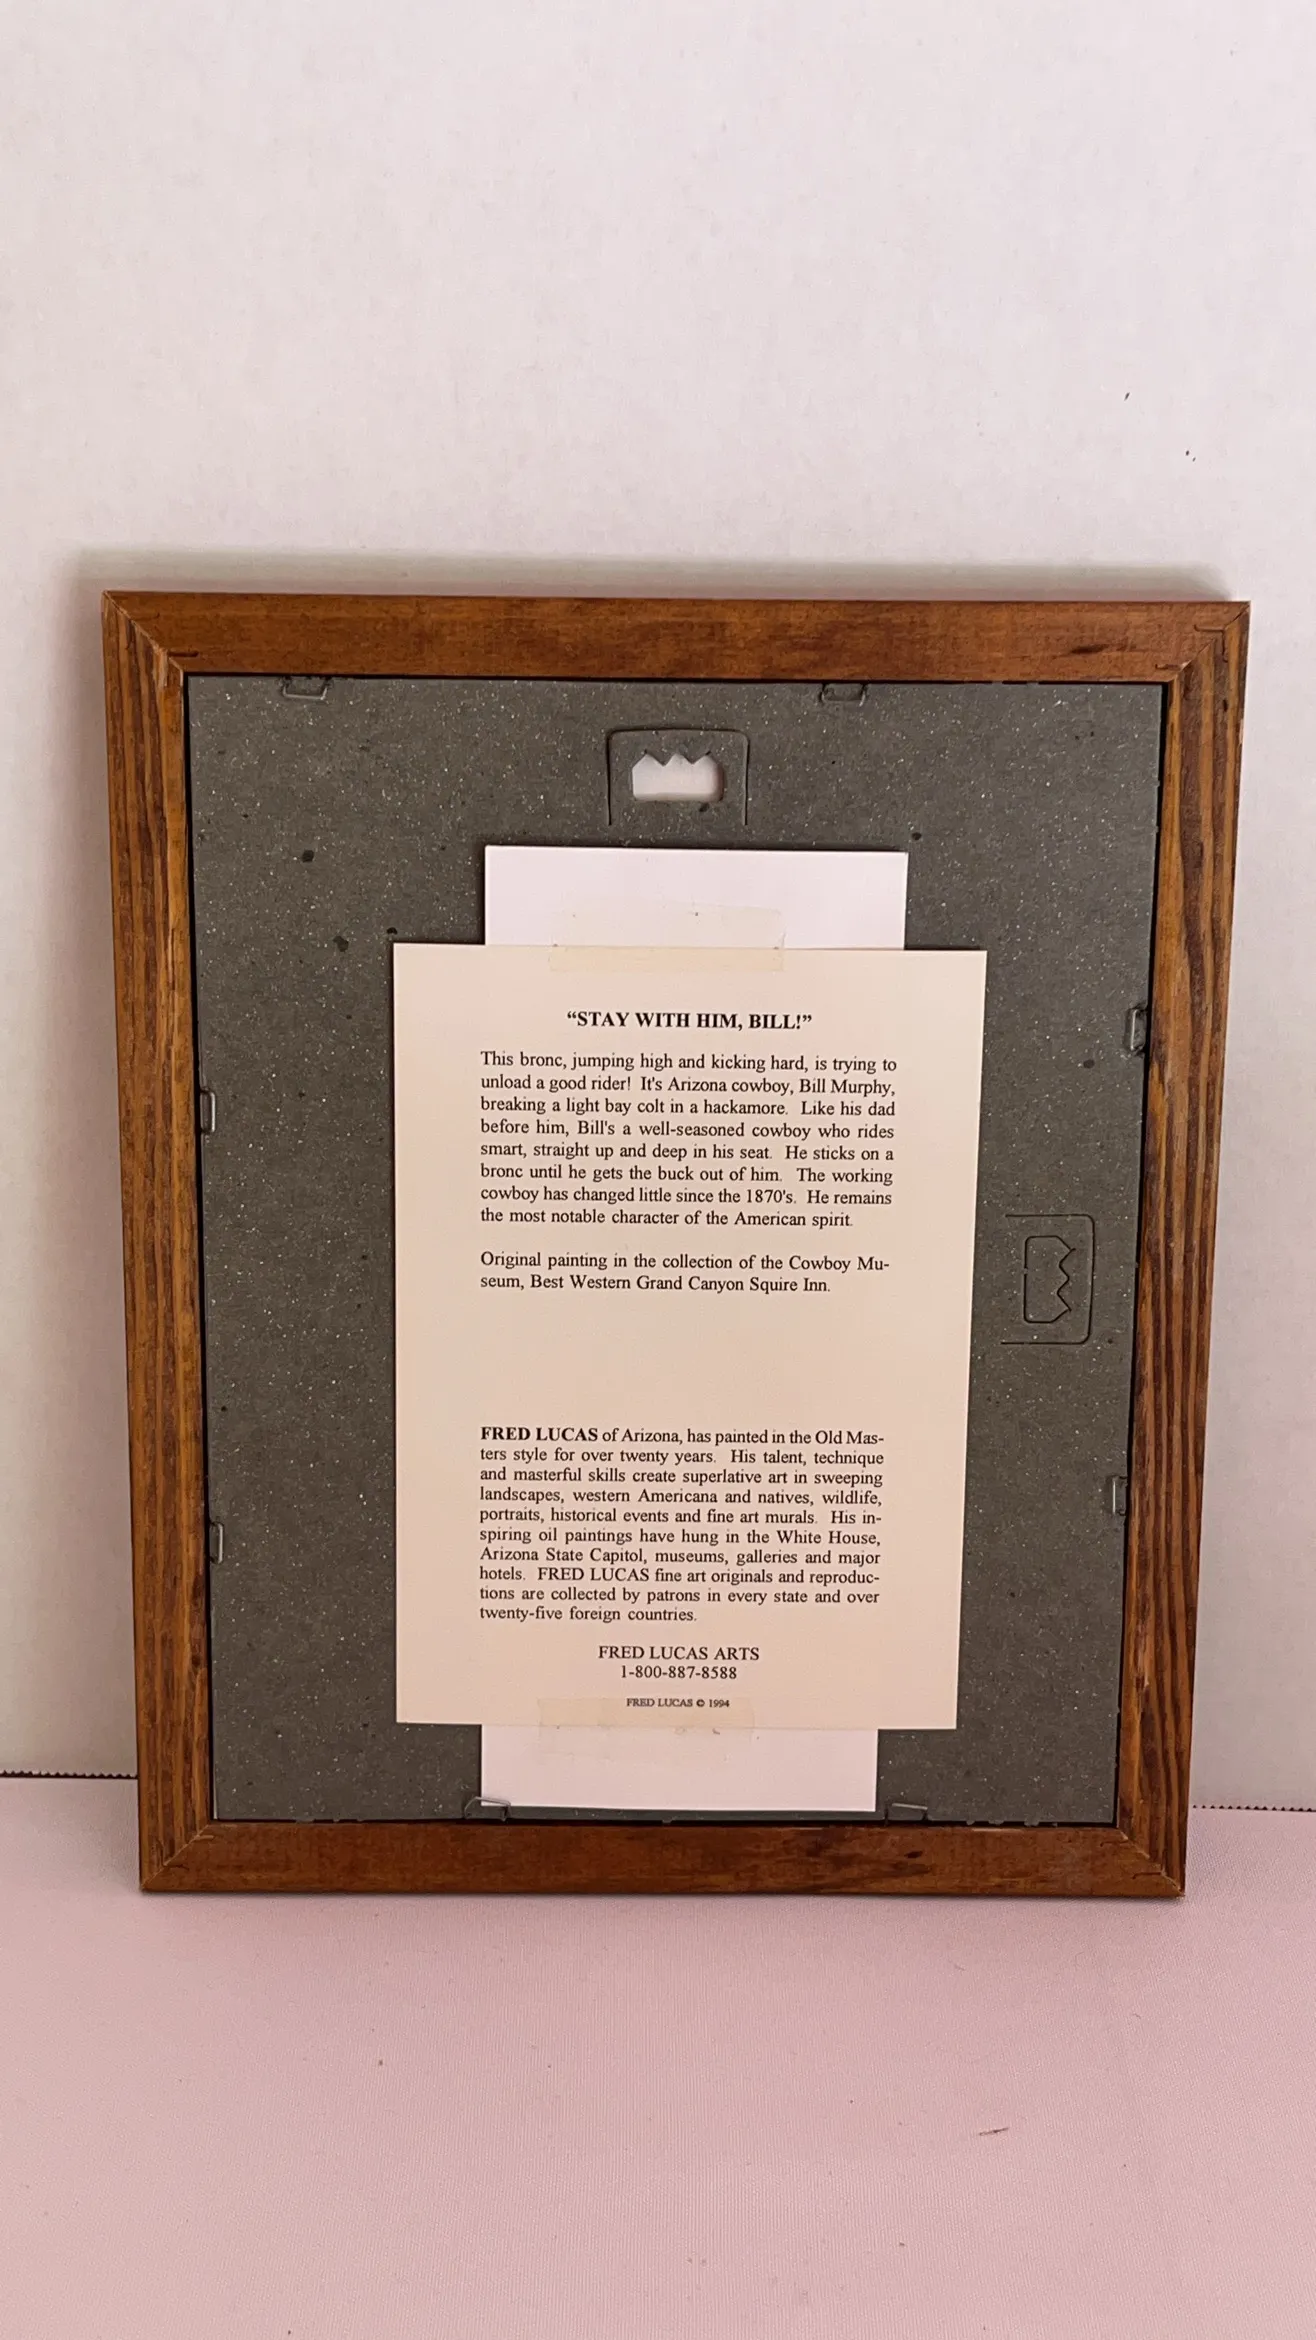 “STAY WITH HIM, BILL!”
This bronc, jumping high and kicking hard, is trying to
unload a good rider! It's Arizona cowboy, Bill Murphy,
breaking a light bay colt in a hackamore. Like his dad
before him, Bill's a well-seasoned cowboy who rides
smart, straight up and deep in his seat. He sticks on a
bronc until he gets the buck out of him. The working
cowboy has changed little since the 1870's. He remains
the most notable character of the American spirit.
Original painting in the collection of the Cowboy Mu-
seum, Best Western Grand Canyon Squire Inn.
FRED LUCAS of Arizona, has painted in the Old Mas-
ters style for over twenty years. His talent, technique
and masterful skills create superlative art in sweeping
landscapes, western Americana and natives, wildlife,
portraits, historical events and fine art murals. His in-
spiring oil paintings have hung in the White House,
Arizona State Capitol, museums, galleries and major
hotels. FRED LUCAS fine art originals and reproduc-
tions are collected by patrons in every state and over
twenty-five foreign countries.
FRED LUCAS ARTS
1-800-887-8588
FRED LUCAS © 1994